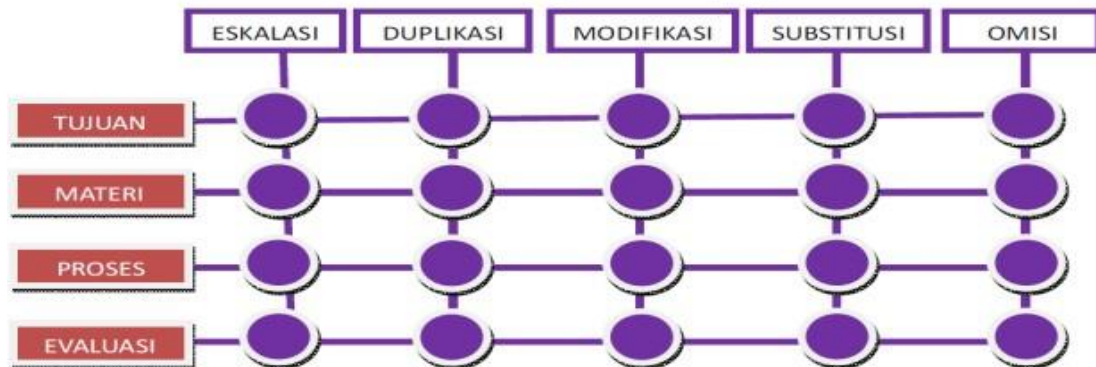 ESKALASI DUPLIKASI MODIFIKASI SUBSTITUSI OMISI
TUJUAN
MATERI
PROSES
EVALUASI